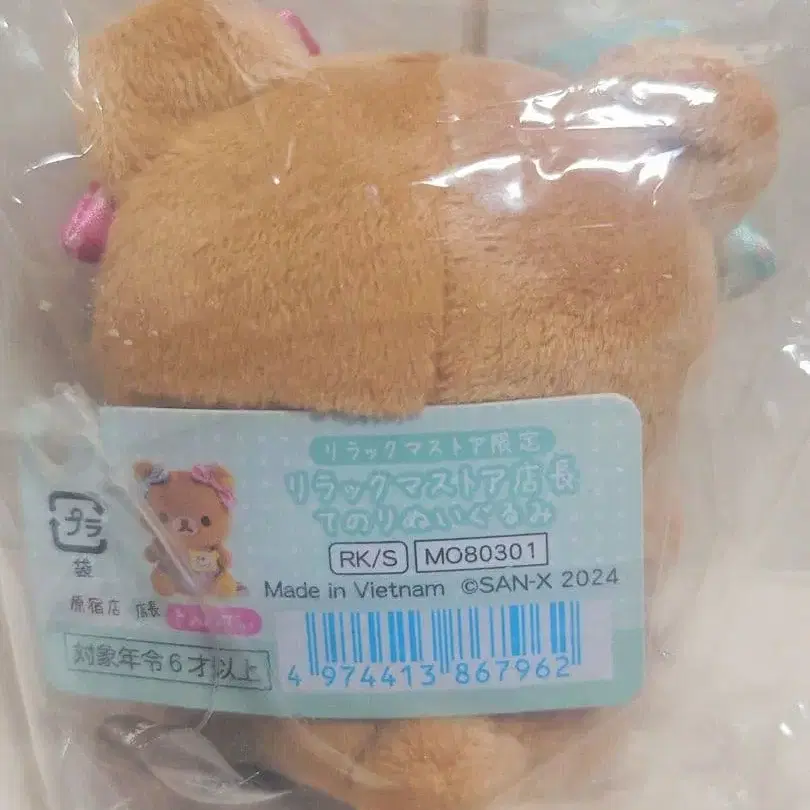 リラックマストア限定
リラックマストア店長
てのりぬいぐるみ
プラ
袋
RK/S MO80301
Made in Vietnam ©SAN-X 2024
原宿店 店長
対象年令6才以上
4 974413 867962